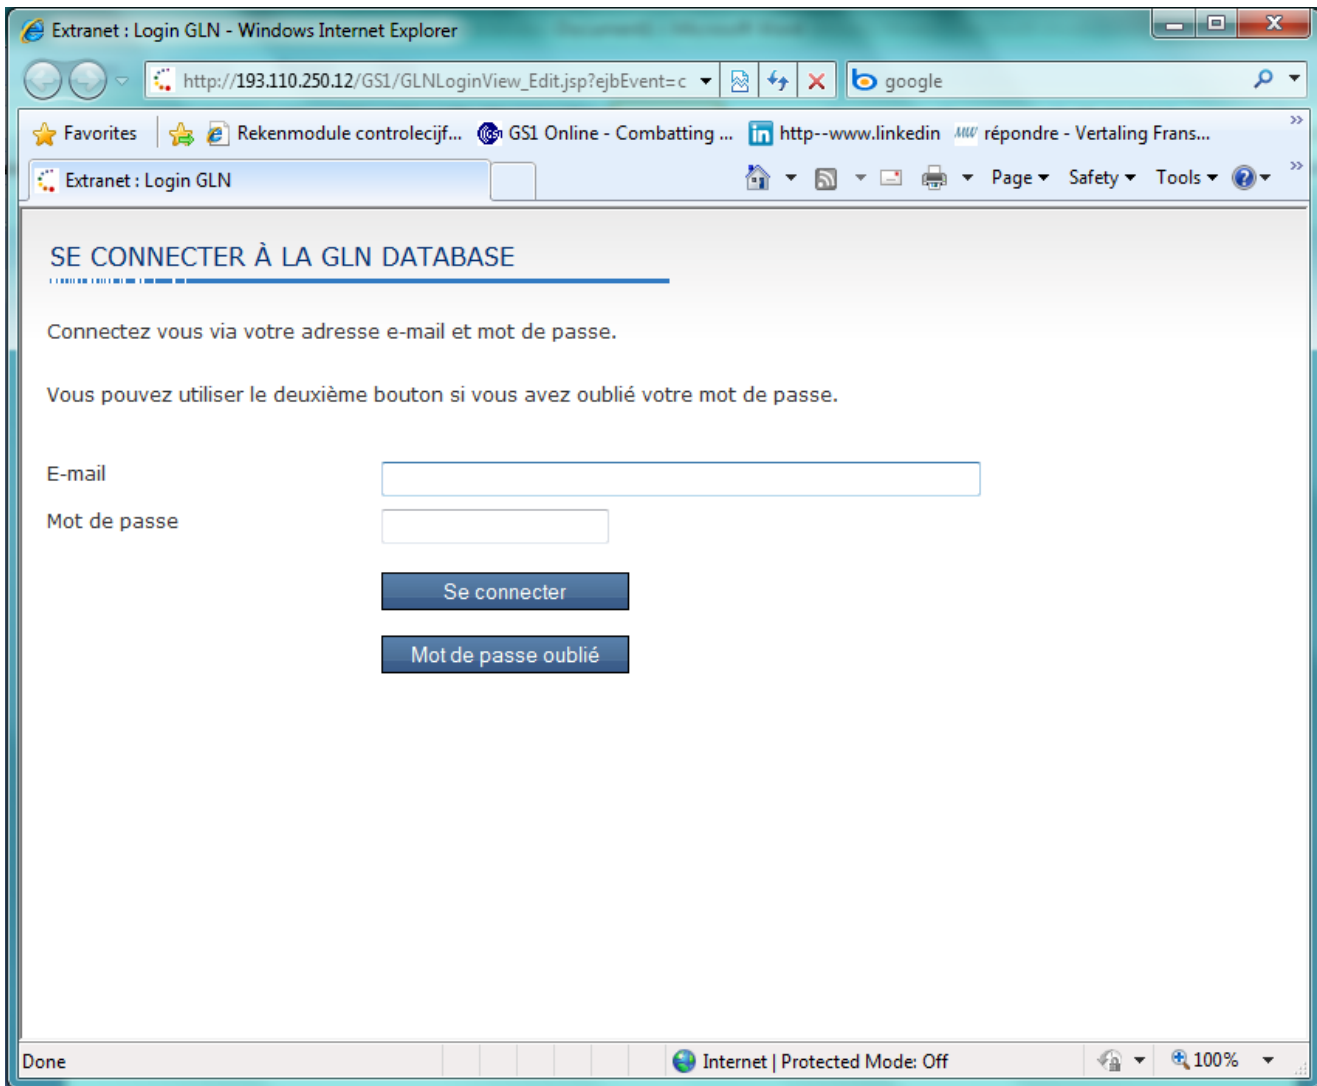 Extranet : Login GLN - Windows Internet Explorer
http://193.110.250.12/GS1/GLNLoginView_Edit.jsp?ejbEvent=c
google
Favorites
Rekenmodule controlecijf...
GS1 Online - Combatting ...
http--www.linkedin
répondre - Vertaling Frans...
Extranet : Login GLN
Page
Safety
Tools
SE CONNECTER À LA GLN DATABASE
Connectez vous via votre adresse e-mail et mot de passe.
Vous pouvez utiliser le deuxième bouton si vous avez oublié votre mot de passe.
E-mail
Mot de passe
Se connecter
Mot de passe oublié
Done
Internet | Protected Mode: Off
100%